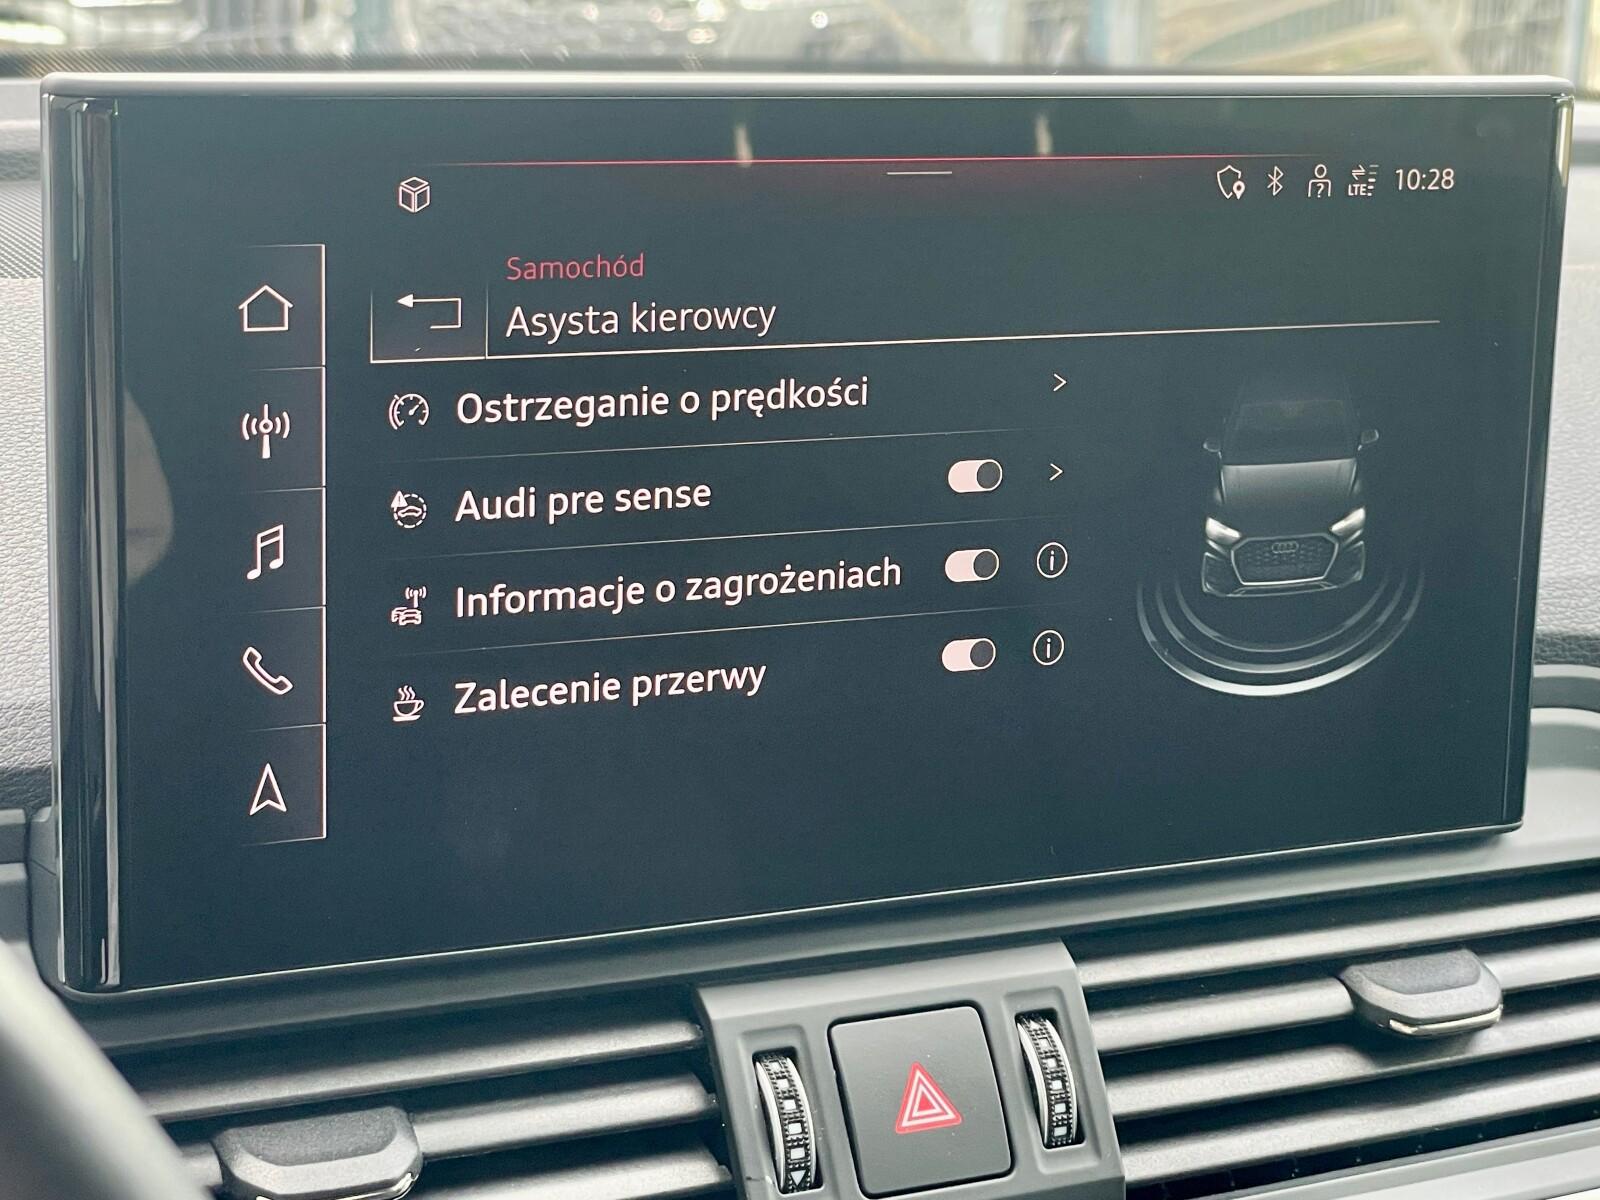 LTE 10:28
Samochód
Asysta kierowcy
Ostrzeganie o prędkości
Audi pre sense
Informacje o zagrożeniach
Zalecenie przerwy